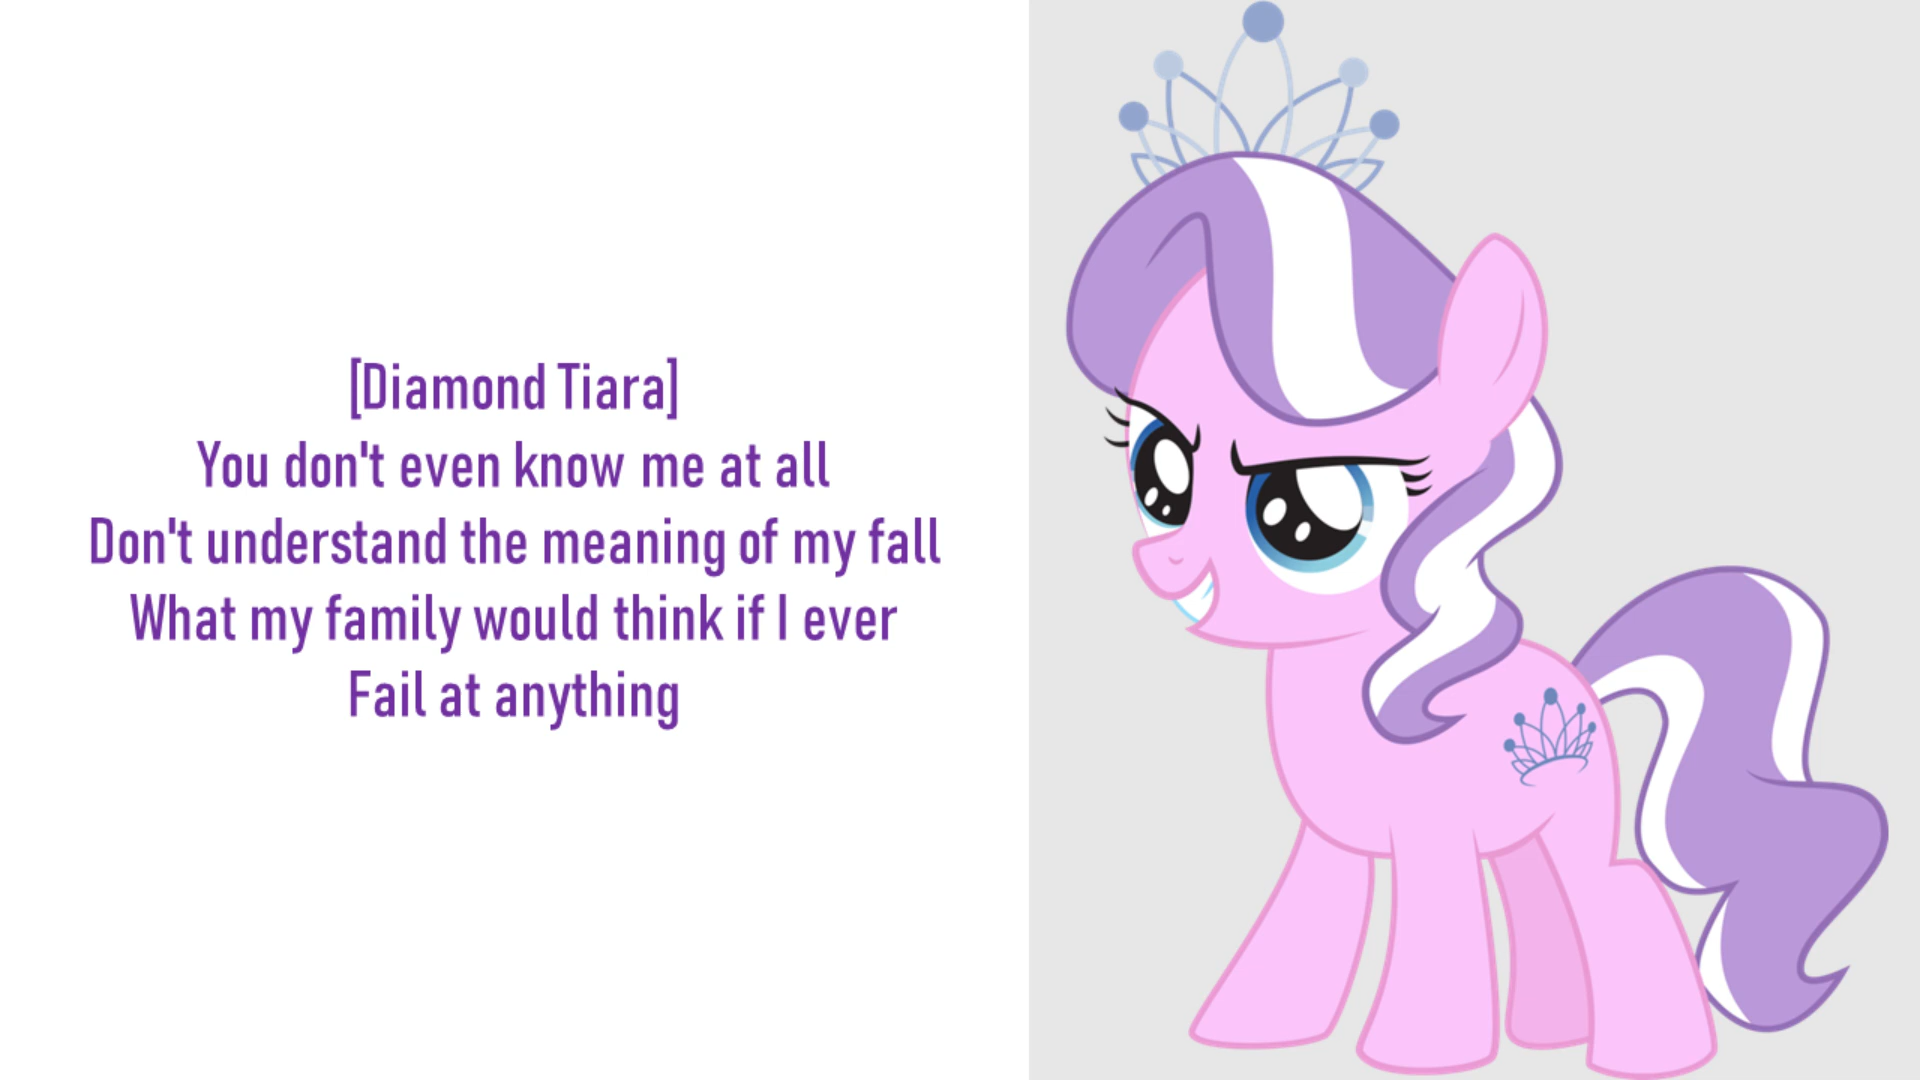 [Diamond Tiara]
You don't even know me at all
Don't understand the meaning of my fall
What my family would think if I ever
Fail at anything